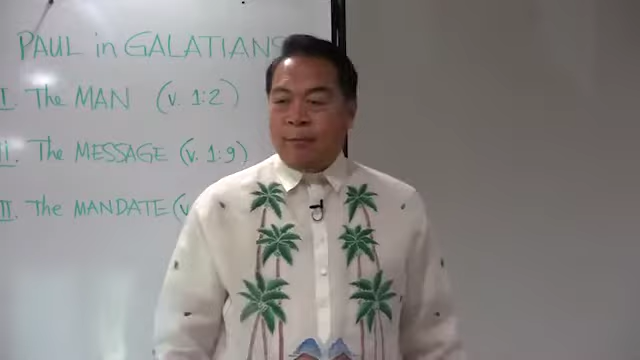 PAUL in GALATIANS
I. The MAN (v. 1:2)
II. The MESSAGE (v. 1:9)
III. The MANDATE (v.